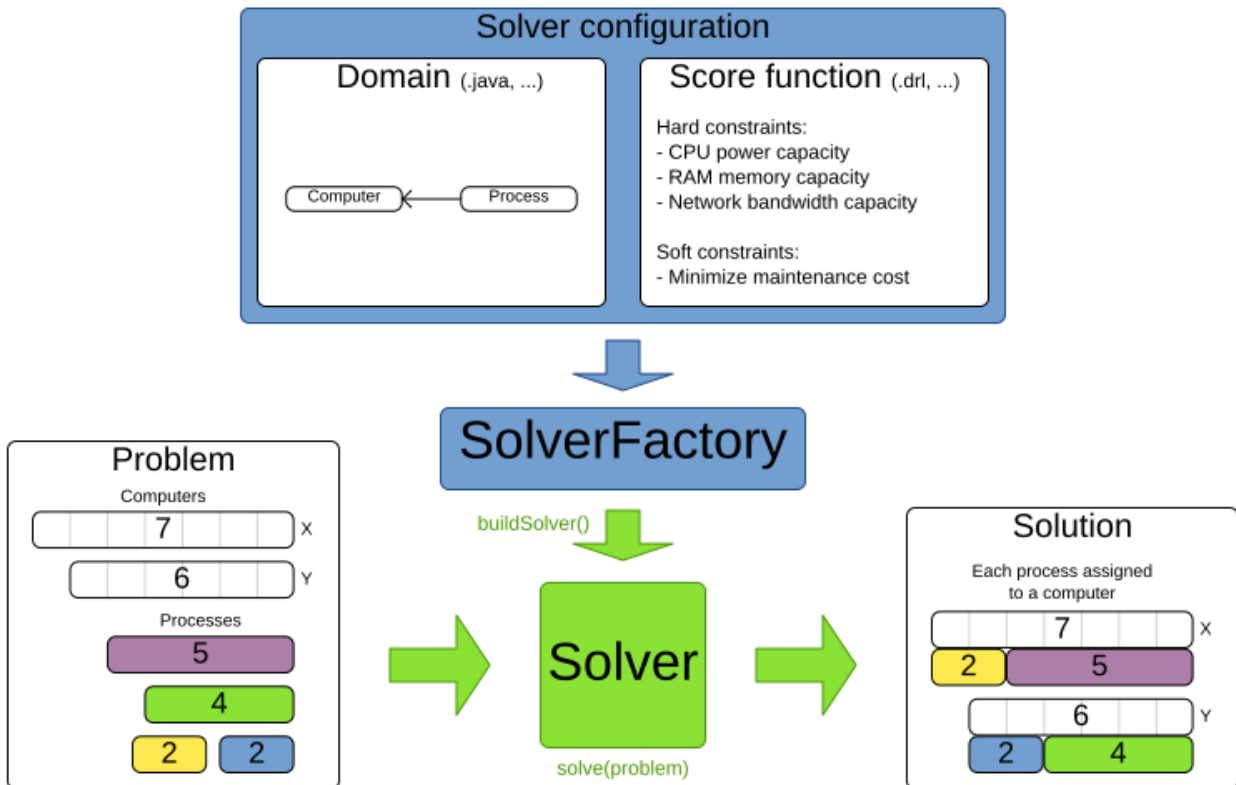 Solver configuration
Domain (.java, ...)
Computer
Process
Score function (.drl, ...)
Hard constraints:
- CPU power capacity
- RAM memory capacity
- Network bandwidth capacity
Soft constraints:
- Minimize maintenance cost
SolverFactory
buildSolver()
Problem
Computers
7 X
6 Y
Processes
5
4
2 2
Solver
solve(problem)
Solution
Each process assigned
to a computer
7 X
2 5
6 Y
2 4